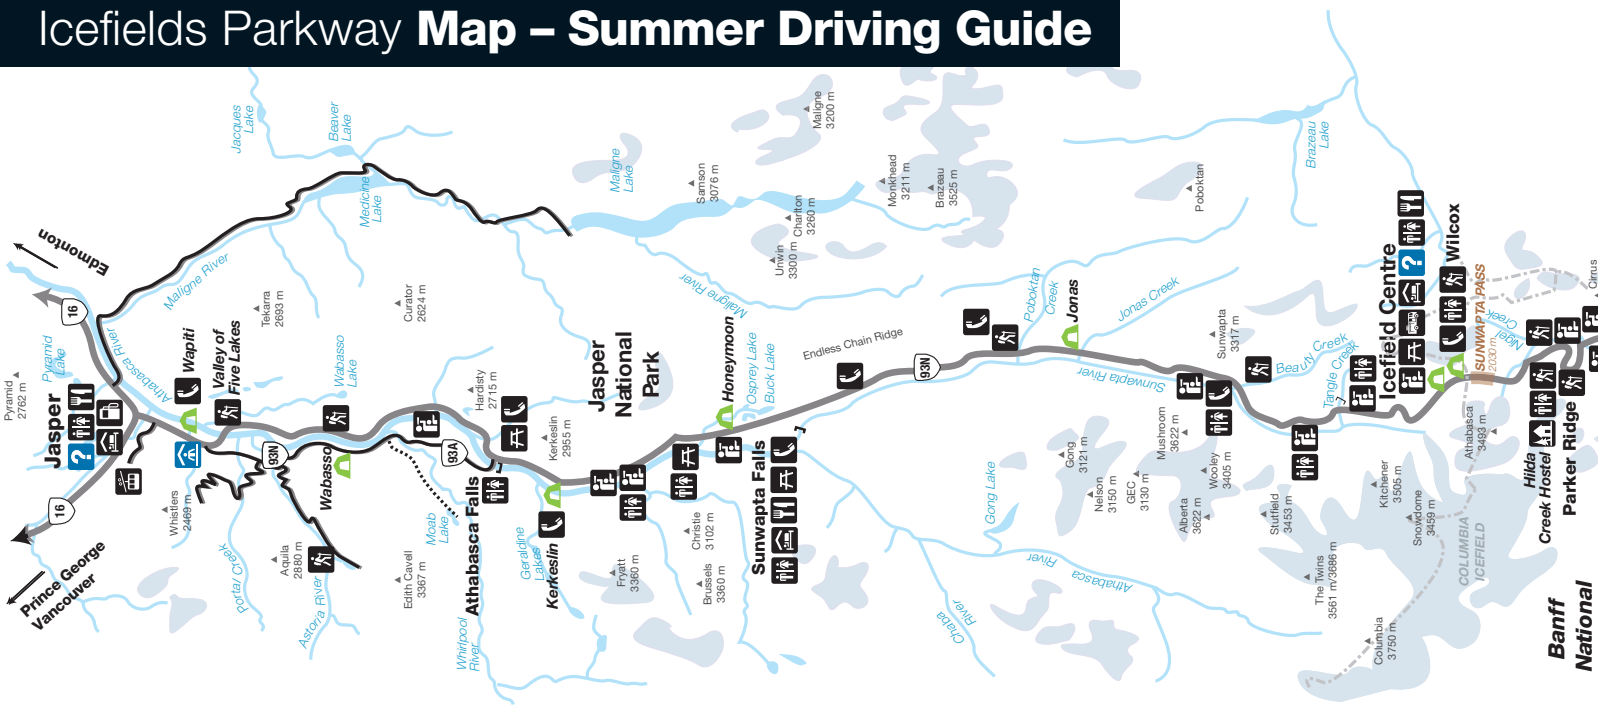 Icefields Parkway Map – Summer Driving Guide
Edmonton
16
Jacques
Lake
Beaver
Lake
Medicine
Lake
Maligne River
Maligne
Lake
Maligne
3200 m
Samson
3076 m
Charlton
3260 m
Unwin
3300 m
Monkhead
3211 m
Brazeau
3525 m
Poboktan
Brazeau
Lake
Pyramid
2762 m
Pyramid
Lake
Athabasca River
Jasper
?
Wapiti
Valley of
Five Lakes
Tekarra
2693 m
Curator
2624 m
Wabasso
Lake
Hardisty
2715 m
Kerkeslin
2955 m
Jasper
National
Park
Maligne River
Honeymoon
Osprey Lake
Buck Lake
Endless Chain Ridge
93N
Poboktan
Creek
Jonas
Jonas Creek
Sunwapta River
Sunwapta
3317 m
Beauty Creek
Tangle Creek
Icefield Centre
?
Wilcox
SUNWAPTA PASS
2030 m
Nigel
Creek
Cirrus
16
Prince George
Vancouver
Whistlers
2469 m
93N
Wabasso
93A
Portal Creek
Aquila
2880 m
Astoria River
Edith Cavell
3367 m
Moab
Lake
Athabasca Falls
Whirlpool
River
Geraldine
Lakes
Kerkeslin
Fryatt
3360 m
Christie
3102 m
Brussels
3360 m
Sunwapta Falls
Gong Lake
Chaba
River
Athabasca
River
Gong
3121 m
Nelson
3150 m
GEC
3130 m
Mushroom
3622 m
Alberta
3622 m
Wooley
3405 m
Stutfield
3453 m
The Twins
3561 m/3686 m
Kitchener
3505 m
Snowdome
3459 m
Columbia
3750 m
Athabasca
3493 m
COLUMBIA
ICEFIELD
Hilda
Creek Hostel
Parker Ridge
Banff
National